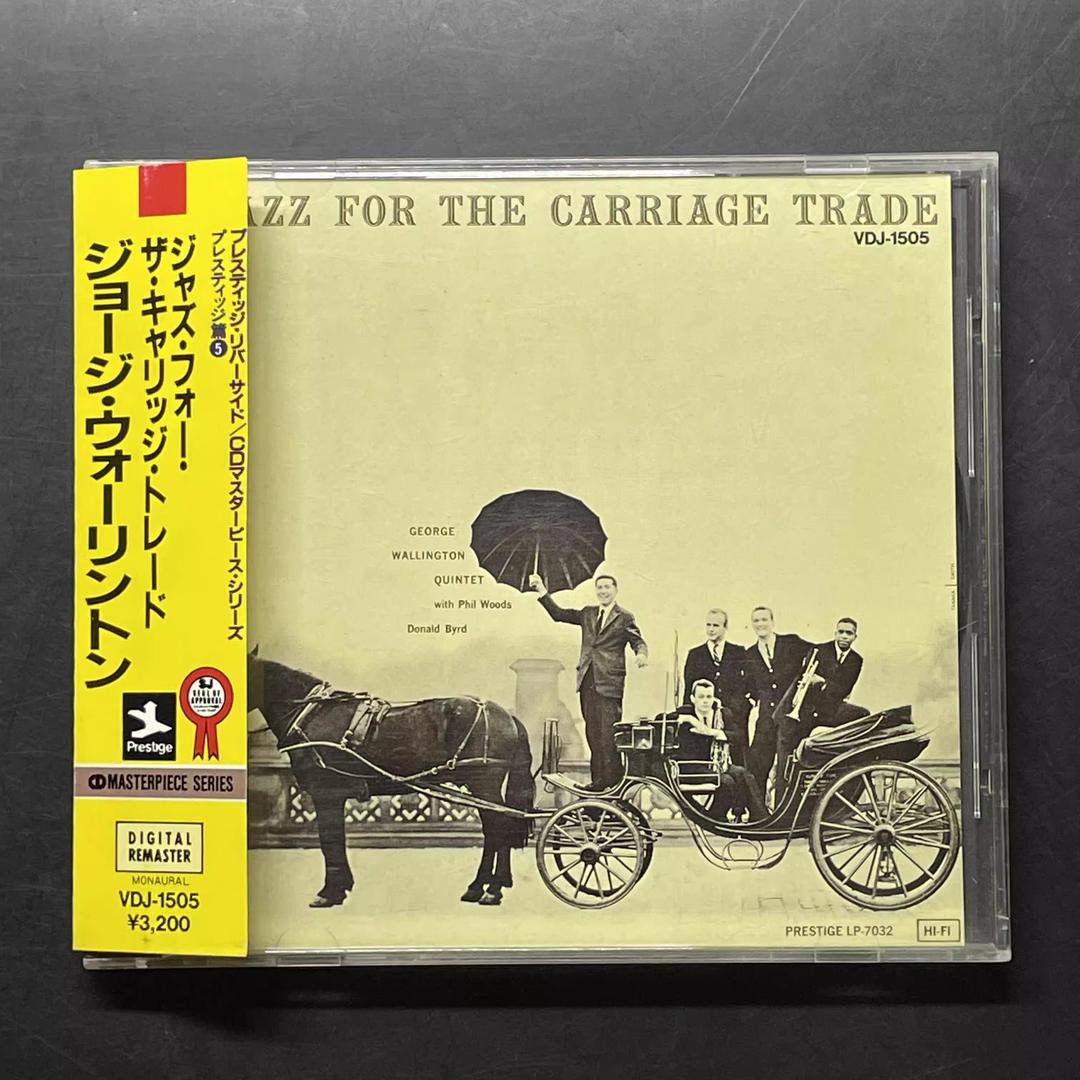 プレスティッジ・リバーサイド/CDマスターピース・シリーズ
プレスティッジ篇5
ジャズ・フォー・
ザ・キャリッジ・トレード
ジョージ・ウォーリントン
SEAL OF
APPROVAL
Prestige
CD MASTERPIECE SERIES
DIGITAL
REMASTER
MONAURAL
VDJ-1505
¥3,200
AZZ FOR THE CARRIAGE TRADE
VDJ-1505
GEORGE
WALLINGTON
QUINTET
with Phil Woods
Donald Byrd
PRESTIGE LP-7032
HI-FI